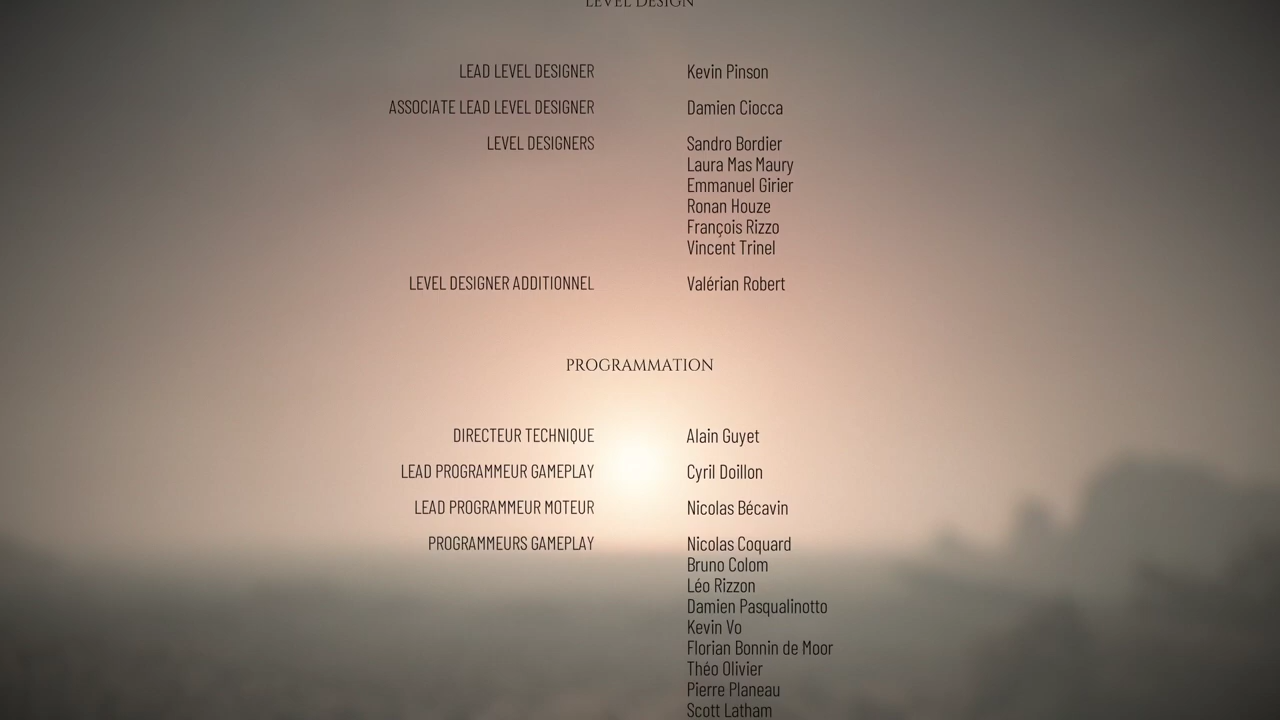 LEVEL DESIGN
LEAD LEVEL DESIGNER Kevin Pinson
ASSOCIATE LEAD LEVEL DESIGNER Damien Ciocca
LEVEL DESIGNERS Sandro Bordier
Laura Mas Maury
Emmanuel Girier
Ronan Houze
François Rizzo
Vincent Trinel
LEVEL DESIGNER ADDITIONNEL Valérian Robert
PROGRAMMATION
DIRECTEUR TECHNIQUE Alain Guyet
LEAD PROGRAMMEUR GAMEPLAY Cyril Doillon
LEAD PROGRAMMEUR MOTEUR Nicolas Bécavin
PROGRAMMEURS GAMEPLAY Nicolas Coquard
Bruno Colom
Léo Rizzon
Damien Pasqualinotto
Kevin Vo
Florian Bonnin de Moor
Théo Olivier
Pierre Planeau
Scott Latham